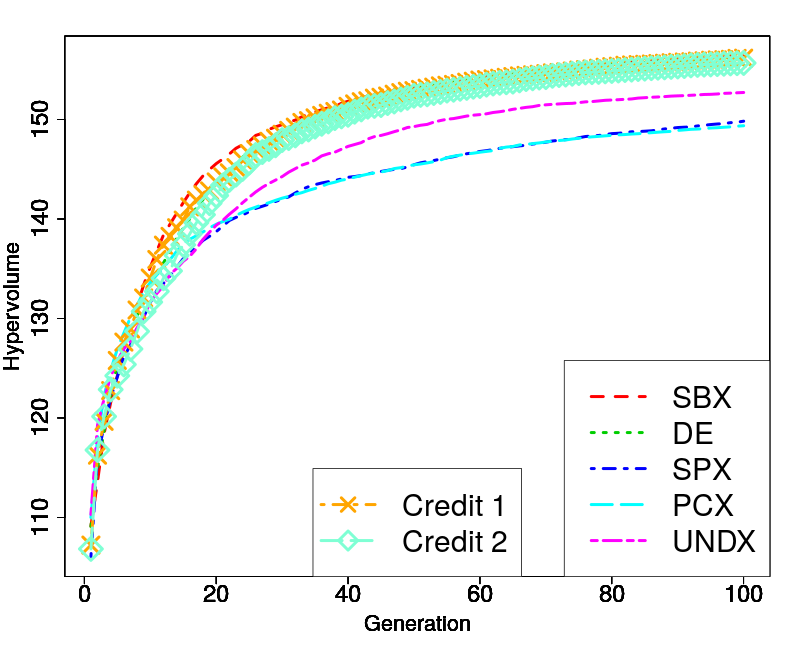 150
140
130
120
110
Hypervolume
0 20 40 60 80 100
Generation
Credit 1
Credit 2
SBX
DE
SPX
PCX
UNDX